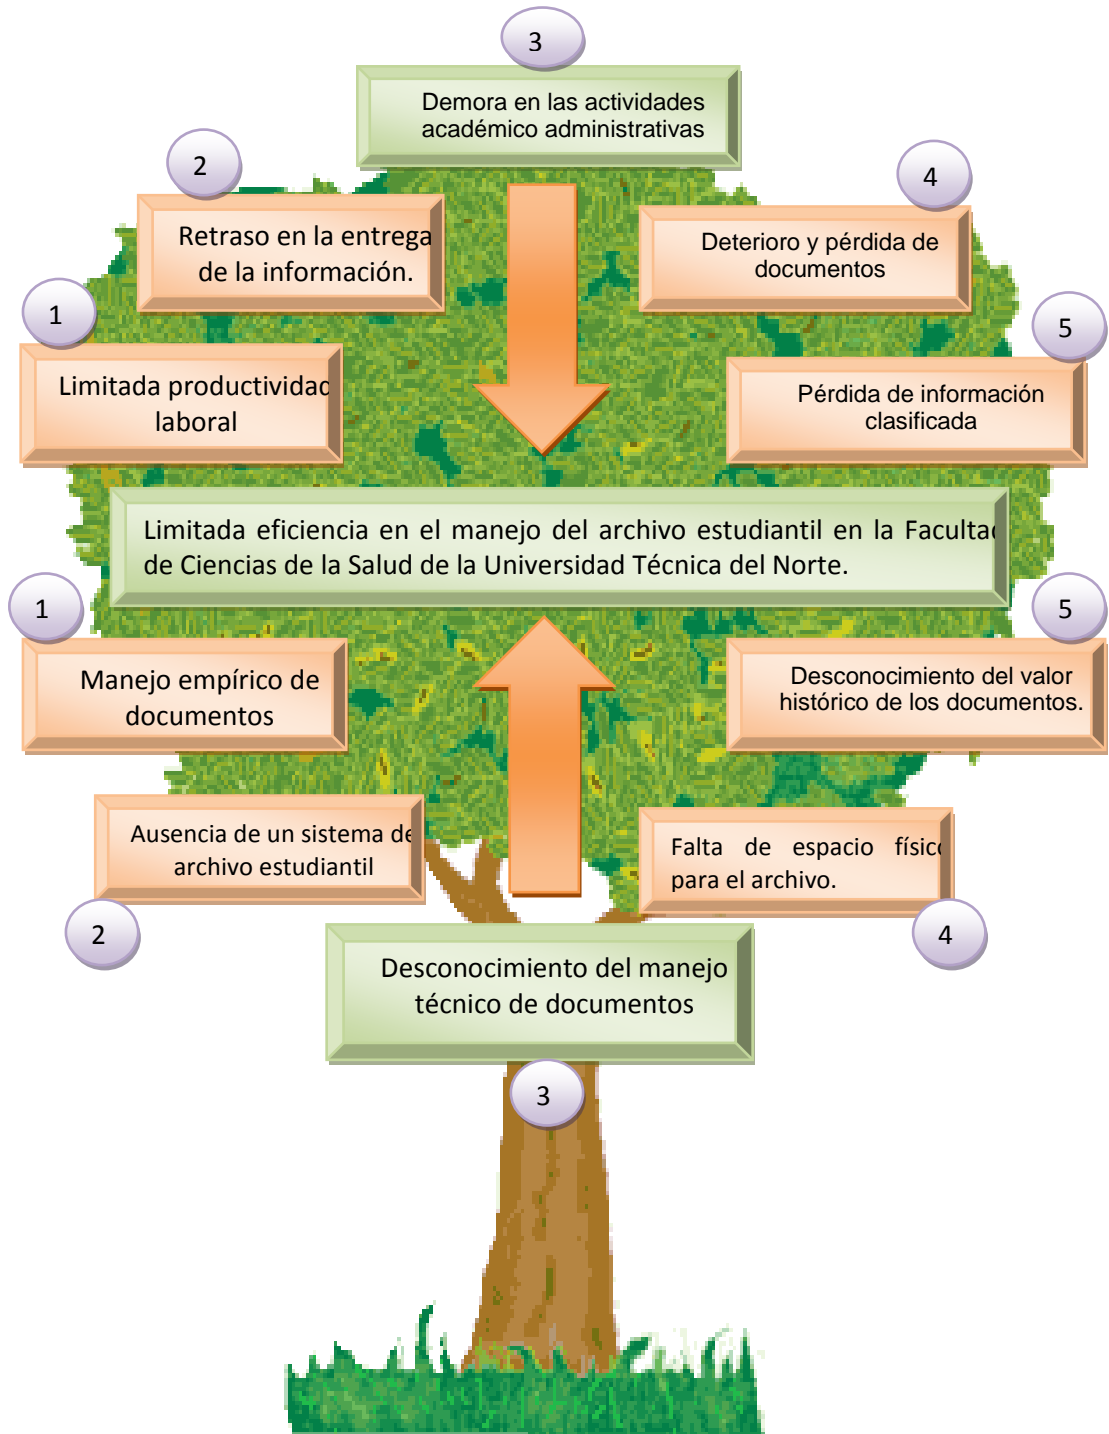 3
Demora en las actividades
académico administrativas
2
Retraso en la entrega
de la información.
4
Deterioro y pérdida de
documentos
1
Limitada productividad
laboral
5
Pérdida de información
clasificada
Limitada eficiencia en el manejo del archivo estudiantil en la Facultad
de Ciencias de la Salud de la Universidad Técnica del Norte.
1
Manejo empírico de
documentos
5
Desconocimiento del valor
histórico de los documentos.
Ausencia de un sistema de
archivo estudiantil
2
Falta de espacio físico
para el archivo.
4
Desconocimiento del manejo
técnico de documentos
3